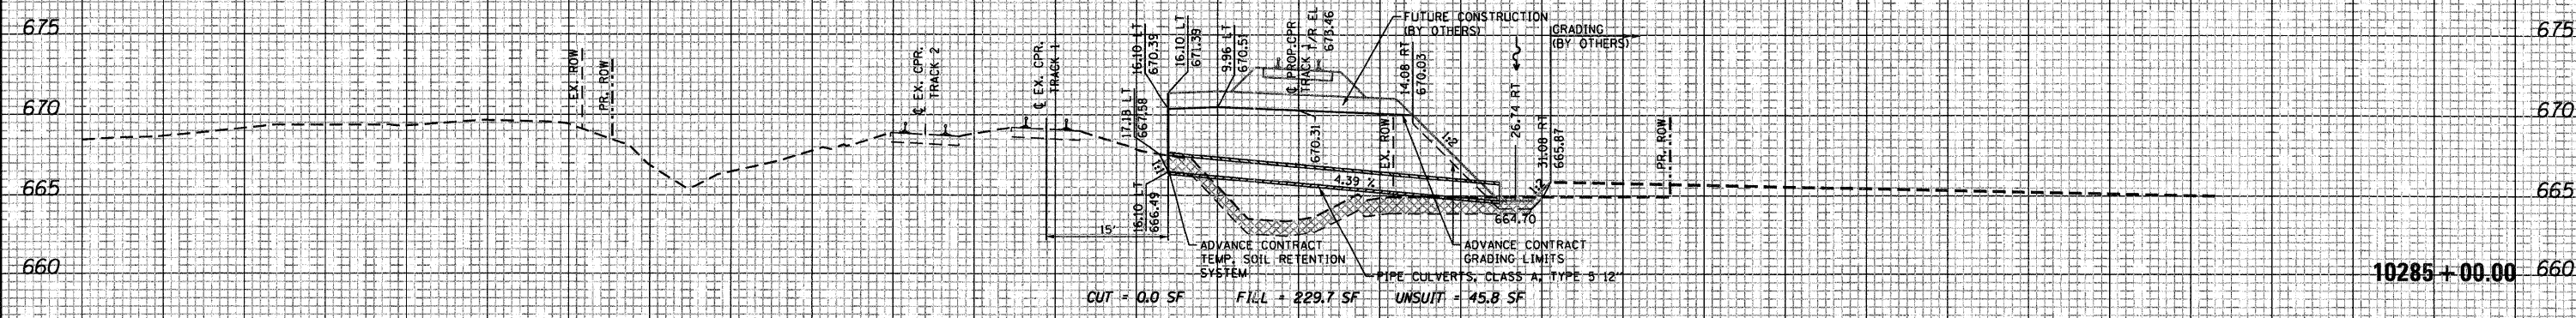 675
670
665
660
EX. ROW
PR. ROW
℄ EX. CPR.
TRACK 2
℄ EX. CPR.
TRACK 1
17.18 LT
667.58
16.10 LT
670.39
16.10 LT
671.39
9.96 LT
670.51
℄ PROP.CPR
TRACK 1
T/R EL
673.46
FUTURE CONSTRUCTION
(BY OTHERS)
14.08 RT
670.03
26.74 RT
GRADING
(BY OTHERS)
31.08 RT
665.87
PR. ROW
670.31
EX. ROW
1:2
1:2
1:1
4.39 %
16.10 LT
666.49
15'
664.70
ADVANCE CONTRACT
TEMP. SOIL RETENTION
SYSTEM
ADVANCE CONTRACT
GRADING LIMITS
PIPE CULVERTS, CLASS A, TYPE 5 12"
CUT = 0.0 SF FILL = 229.7 SF UNSUIT = 45.8 SF
675
670
665
660
10285 + 00.00